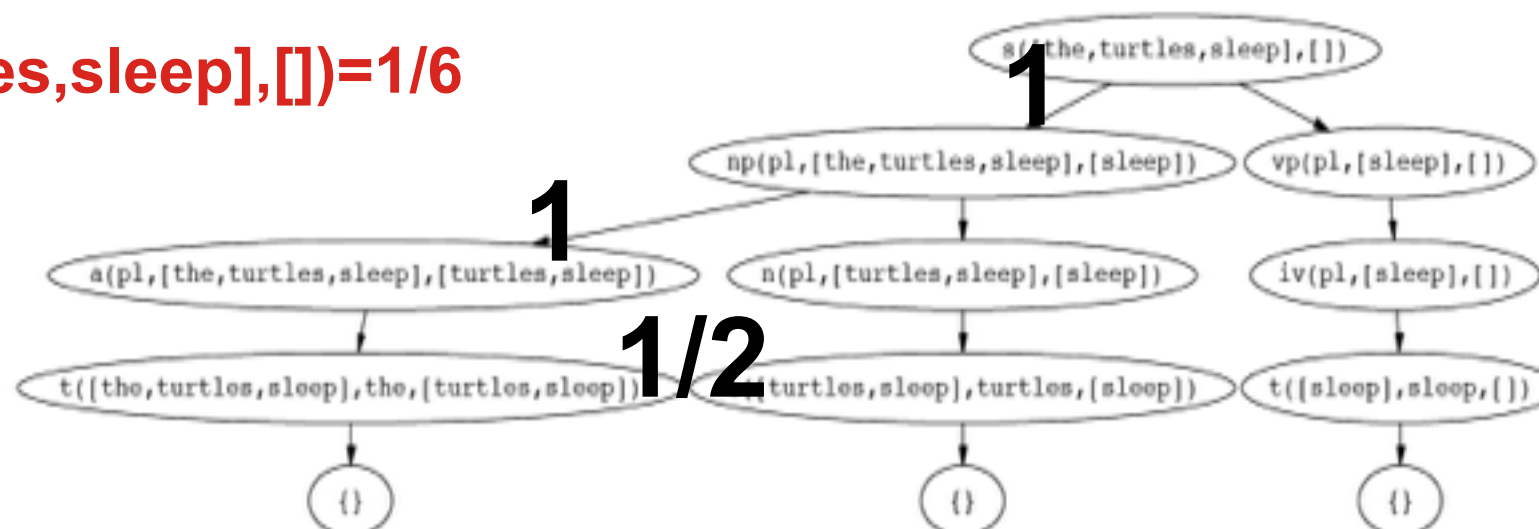 es,sleep],[])=1/6
s([the,turtles,sleep],[])
1
np(pl,[the,turtles,sleep],[sleep])
vp(pl,[sleep],[])
1
a(pl,[the,turtles,sleep],[turtles,sleep])
n(pl,[turtles,sleep],[sleep])
iv(pl,[sleep],[])
1/2
t([the,turtles,sleep],the,[turtles,sleep])
[turtles,sleep],turtles,[sleep])
t([sleep],sleep,[])
{}
{}
{}